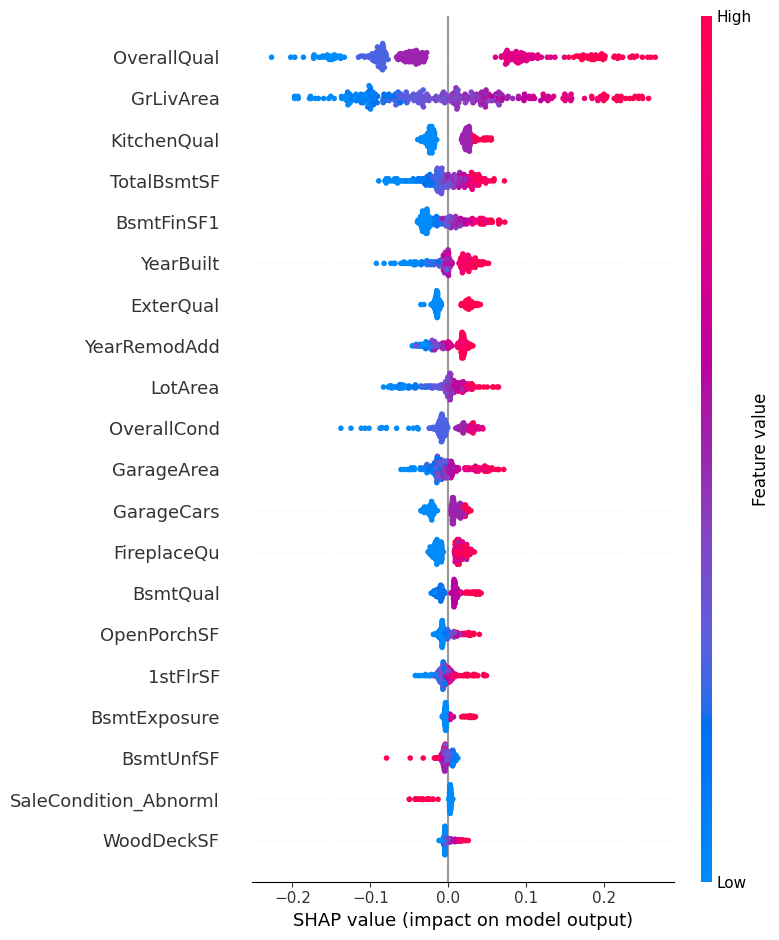 High
OverallQual
GrLivArea
KitchenQual
TotalBsmtSF
BsmtFinSF1
YearBuilt
ExterQual
YearRemodAdd
LotArea
OverallCond
GarageArea
GarageCars
FireplaceQu
BsmtQual
OpenPorchSF
1stFlrSF
BsmtExposure
BsmtUnfSF
SaleCondition_Abnorml
WoodDeckSF
Feature value
Low
−0.2 −0.1 0.0 0.1 0.2
SHAP value (impact on model output)